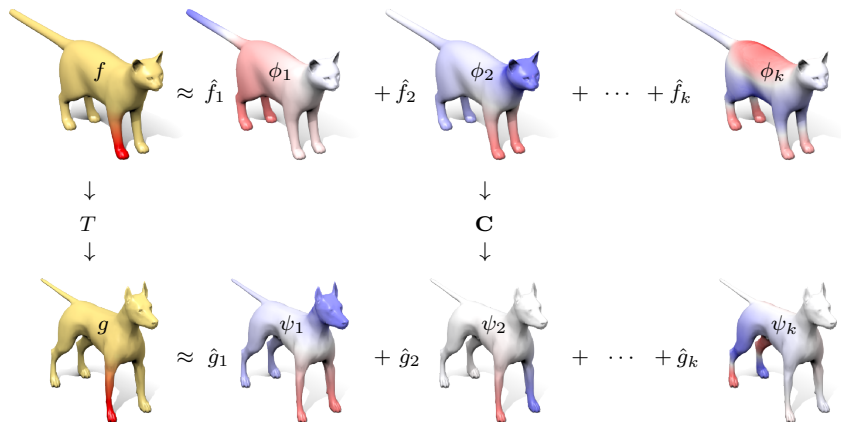 f ≈ f̂₁ ϕ₁ + f̂₂ ϕ₂ + ⋯ + f̂ₖ ϕₖ
↓ ↓
T C
↓ ↓
g ≈ ĝ₁ ψ₁ + ĝ₂ ψ₂ + ⋯ + ĝₖ ψₖ